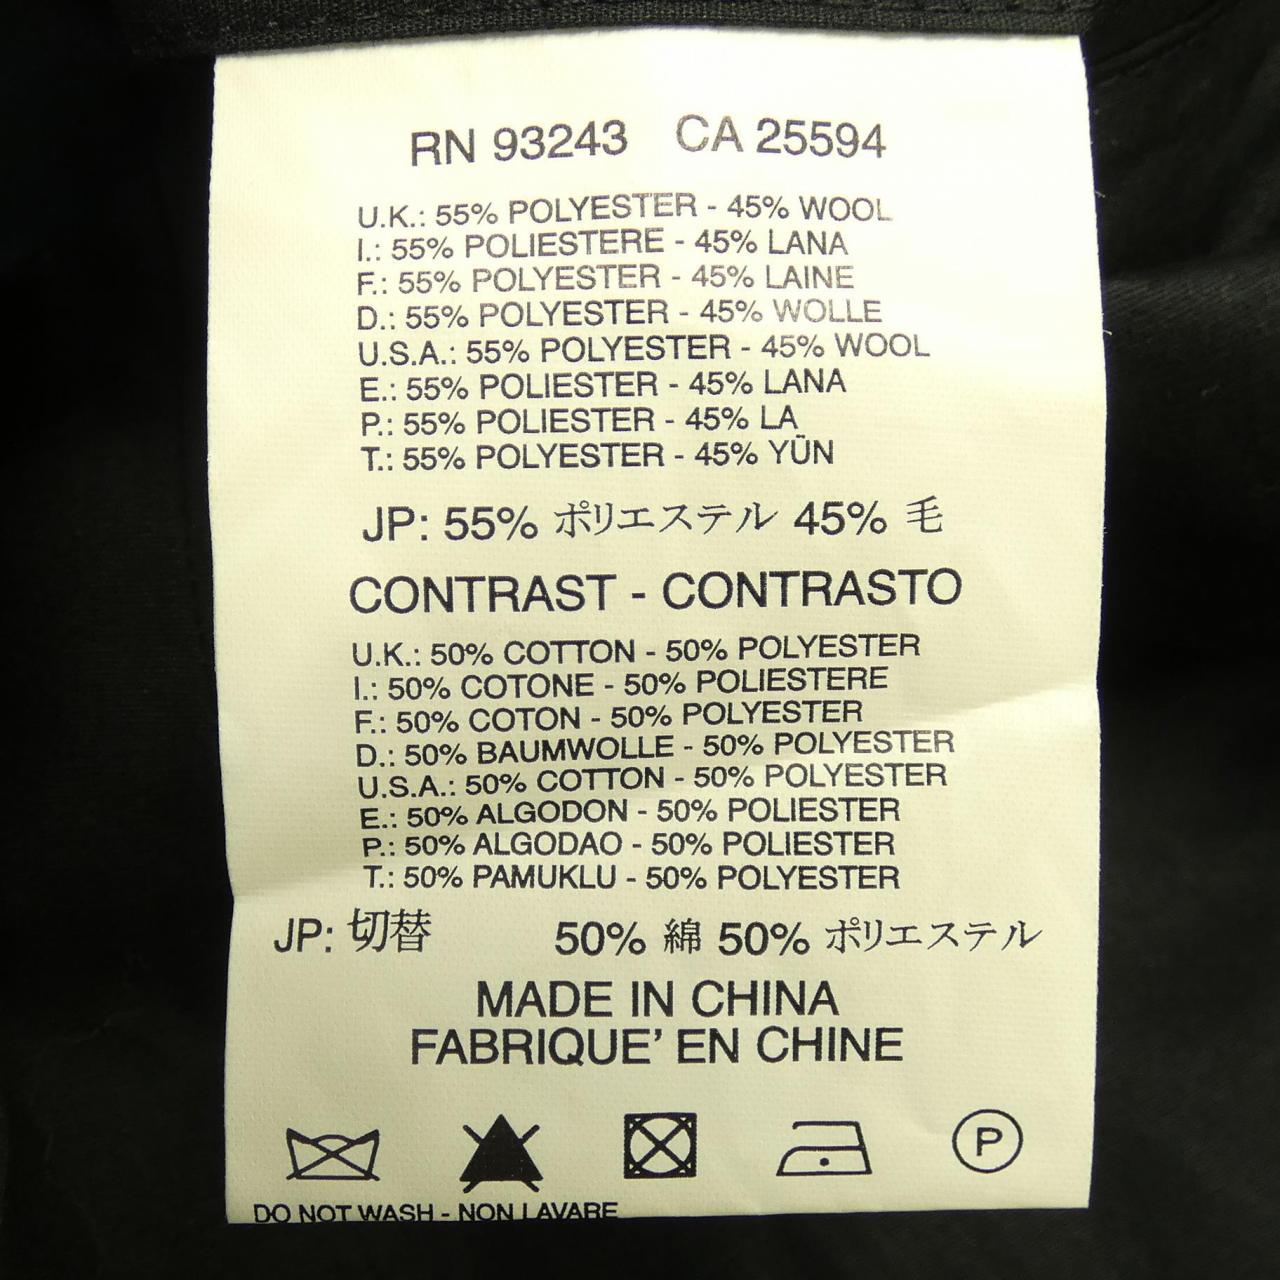 RN 93243 CA 25594
U.K.: 55% POLYESTER - 45% WOOL
I.: 55% POLIESTERE - 45% LANA
F.: 55% POLYESTER - 45% LAINE
D.: 55% POLYESTER - 45% WOLLE
U.S.A.: 55% POLYESTER - 45% WOOL
E.: 55% POLIESTER - 45% LANA
P.: 55% POLIESTER - 45% LA
T.: 55% POLYESTER - 45% YÜN
JP: 55% ポリエステル 45% 毛
CONTRAST - CONTRASTO
U.K.: 50% COTTON - 50% POLYESTER
I.: 50% COTONE - 50% POLIESTERE
F.: 50% COTON - 50% POLYESTER
D.: 50% BAUMWOLLE - 50% POLYESTER
U.S.A.: 50% COTTON - 50% POLYESTER
E.: 50% ALGODON - 50% POLIESTER
P.: 50% ALGODAO - 50% POLIESTER
T.: 50% PAMUKLU - 50% POLYESTER
JP: 切替 50% 綿 50% ポリエステル
MADE IN CHINA
FABRIQUE' EN CHINE
P
DO NOT WASH - NON LAVARE